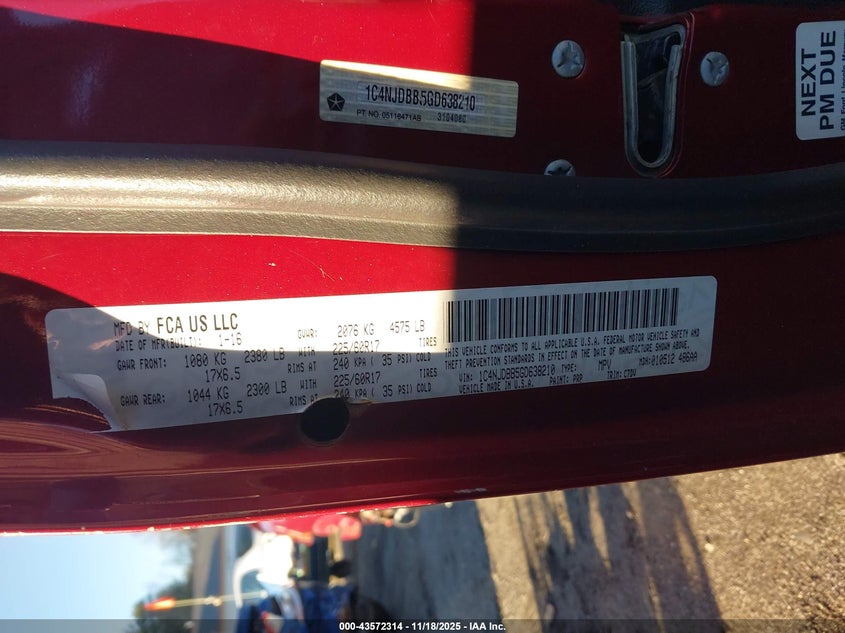 1C4NJDBB5GD638210
PT. NO. 05116471AB 3104060
NEXT
PM DUE
MFD BY FCA US LLC
DATE OF MFR(BUILT): 1-16 GVWR: 2076 KG 4575 LB
GAWR FRONT: 1080 KG 2380 LB WITH 225/60R17 TIRES
17X6.5 RIMS AT 240 KPA ( 35 PSI) COLD
GAWR REAR: 1044 KG 2300 LB WITH 225/60R17 TIRES
17X6.5 RIMS AT 240 KPA ( 35 PSI) COLD
THIS VEHICLE CONFORMS TO ALL APPLICABLE U.S.A. FEDERAL MOTOR VEHICLE SAFETY AND
THEFT PREVENTION STANDARDS IN EFFECT ON THE DATE OF MANUFACTURE SHOWN ABOVE.
VIN: 1C4NJDBB5GD638210 TYPE: MPV MDH: 010512 486AA
VEHICLE MADE IN U.S.A. PAINT: PRP TRIM: C7DV
000-43572314 - 11/18/2025 - IAA Inc.